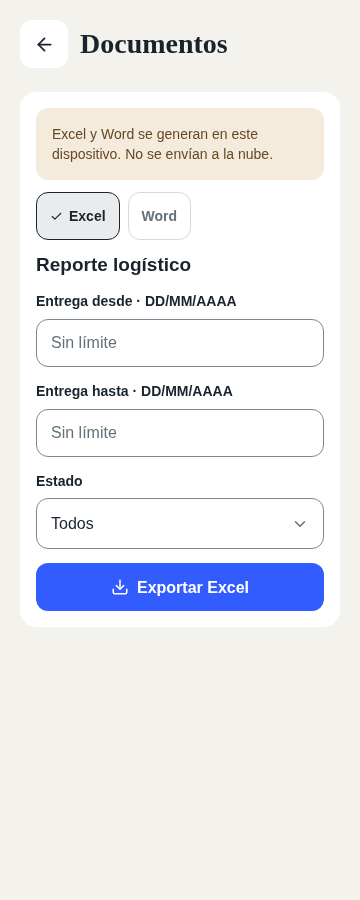 Documentos
Excel y Word se generan en este
dispositivo. No se envían a la nube.
Excel
Word
Reporte logístico
Entrega desde · DD/MM/AAAA
Sin límite
Entrega hasta · DD/MM/AAAA
Sin límite
Estado
Todos
Exportar Excel